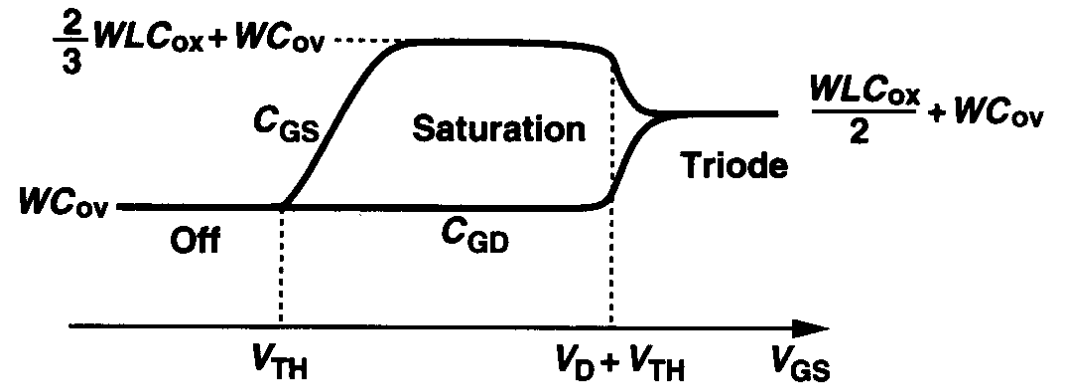 2/3 WLCox + WCov
CGS
Saturation
WLCox/2 + WCov
Triode
WCov
Off
CGD
VTH
VD + VTH
VGS